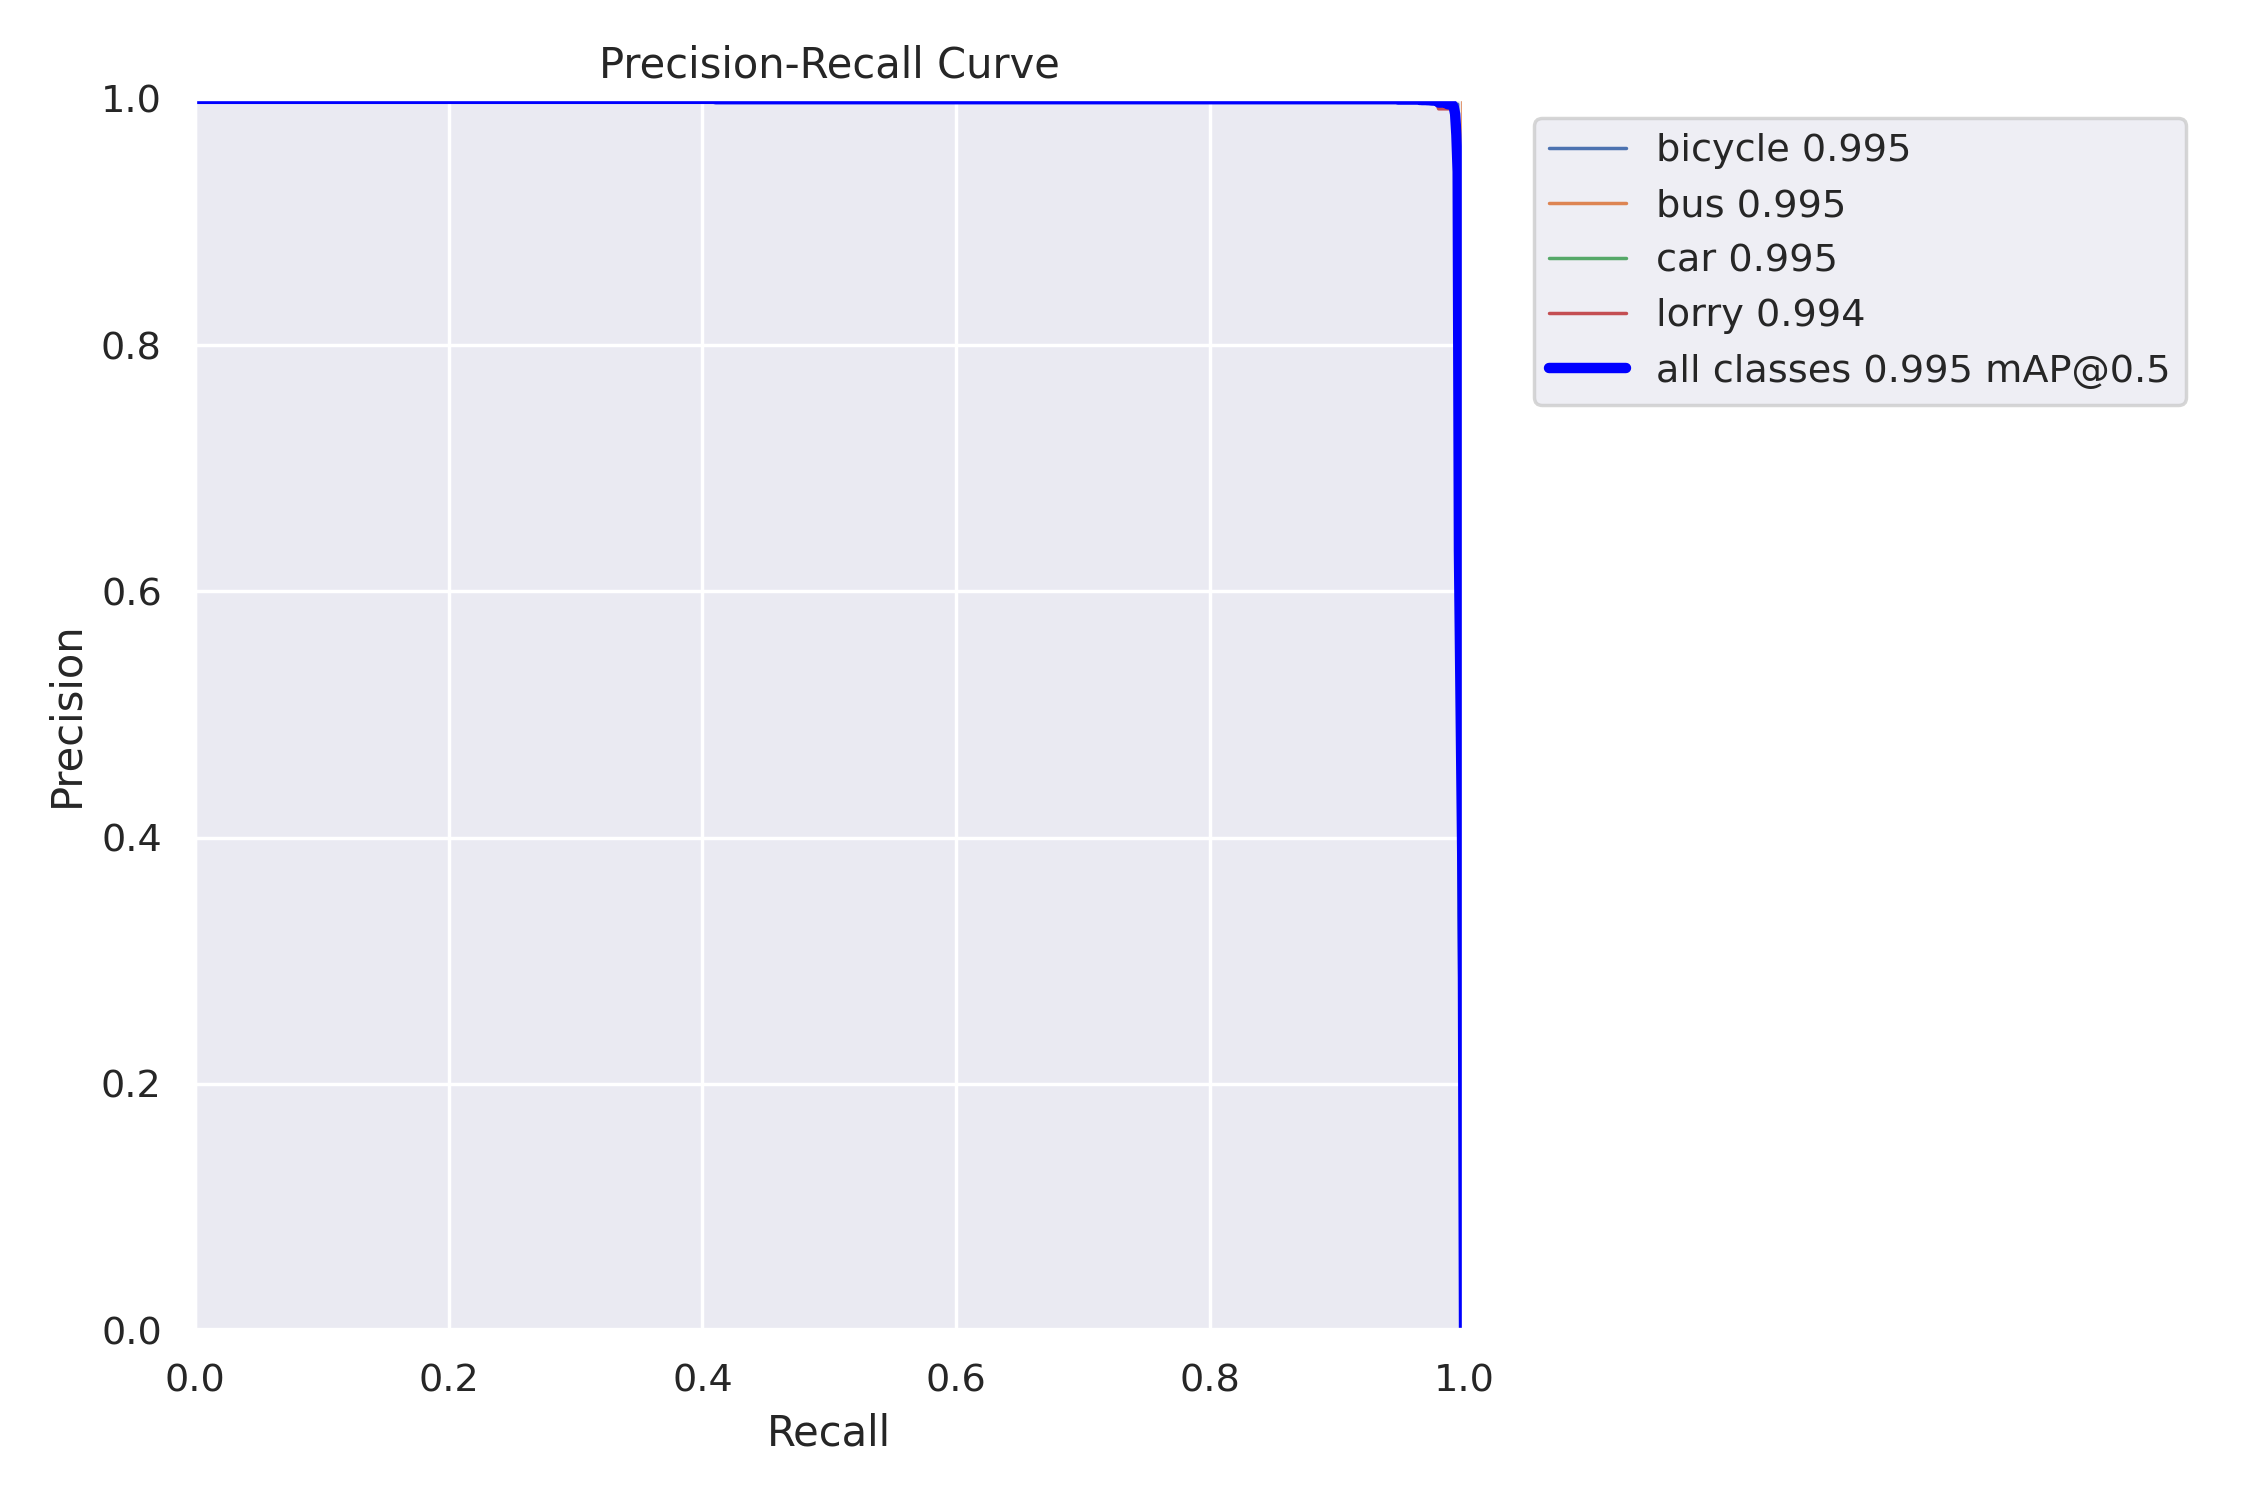 Precision-Recall Curve
1.0
0.8
0.6
0.4
0.2
0.0
Precision
0.0 0.2 0.4 0.6 0.8 1.0
Recall
bicycle 0.995
bus 0.995
car 0.995
lorry 0.994
all classes 0.995 mAP@0.5